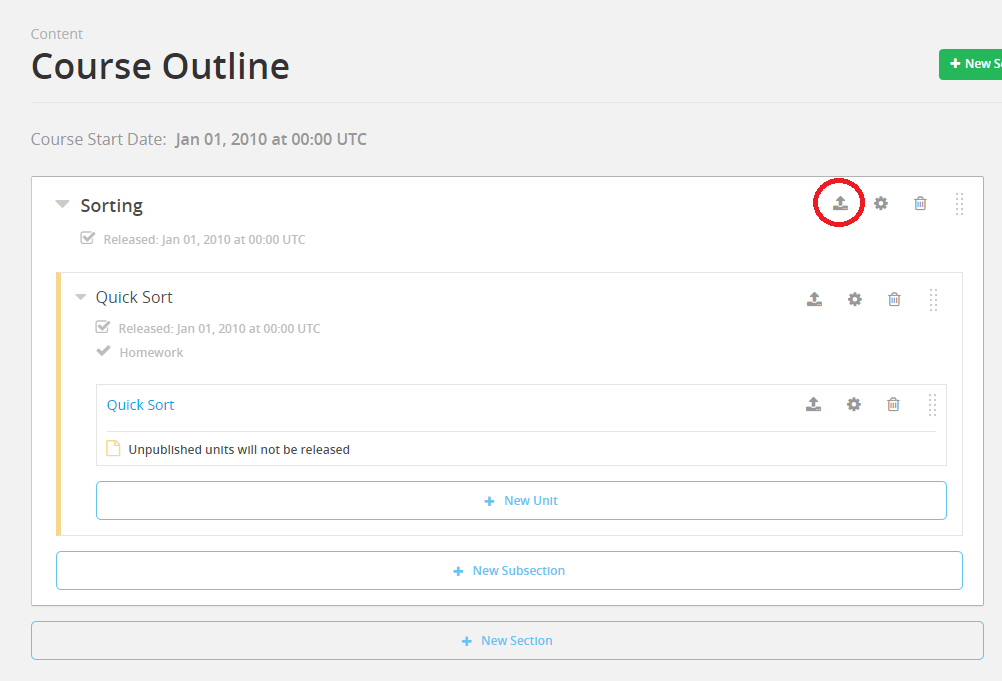 Content
Course Outline
+ New S
Course Start Date: Jan 01, 2010 at 00:00 UTC
Sorting
Released: Jan 01, 2010 at 00:00 UTC
Quick Sort
Released: Jan 01, 2010 at 00:00 UTC
Homework
Quick Sort
Unpublished units will not be released
+ New Unit
+ New Subsection
+ New Section